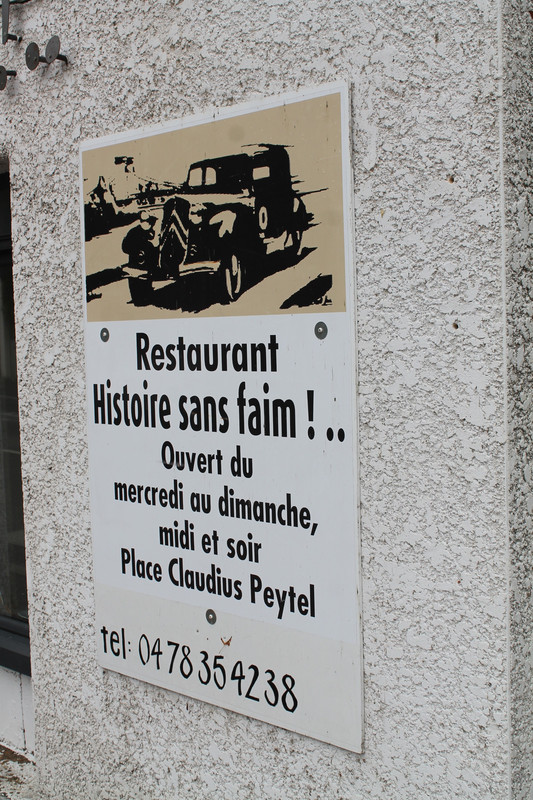 Restaurant
Histoire sans faim ! ..
Ouvert du
mercredi au dimanche,
midi et soir
Place Claudius Peytel
tel: 0478354238